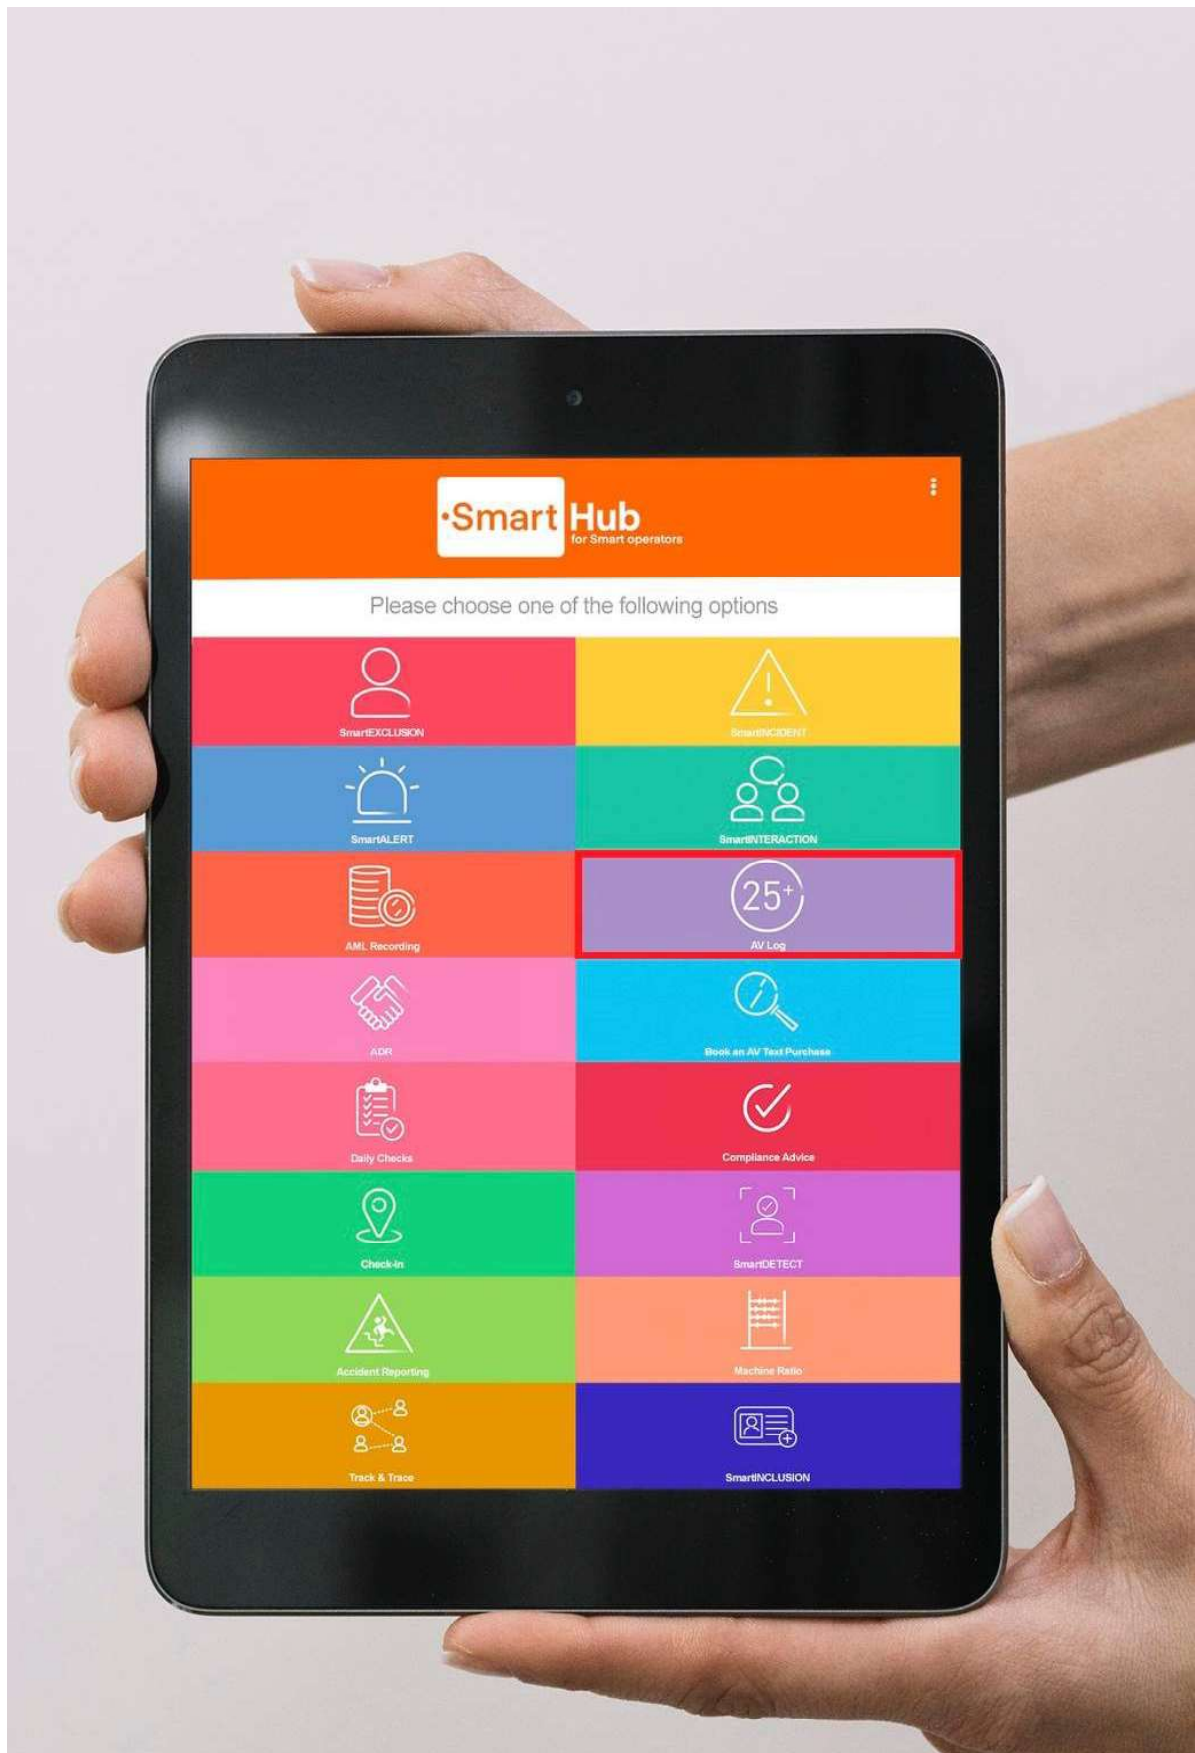 ·Smart Hub
for Smart operators
Please choose one of the following options
SmartEXCLUSION
SmartINCIDENT
SmartALERT
SmartINTERACTION
AML Recording
25+
AV Log
ADR
Book an AV Test Purchase
Daily Checks
Compliance Advice
Check-In
SmartDETECT
Accident Reporting
Machine Ratio
Track & Trace
SmartINCLUSION